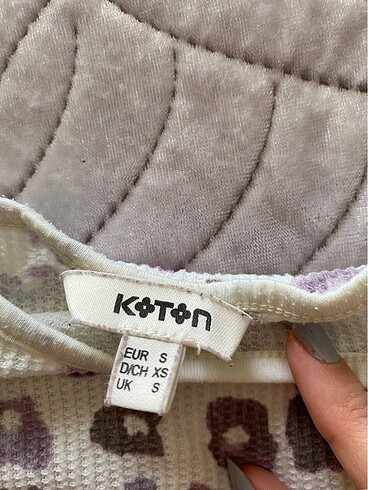 KOTON
EUR S
D/CH XS
UK S